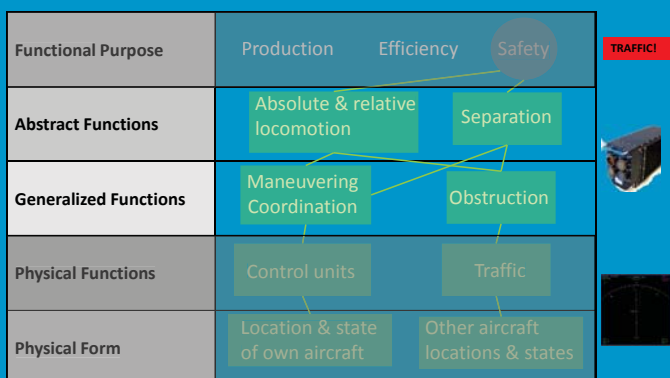 Functional Purpose
Production
Efficiency
Safety
TRAFFIC!
Abstract Functions
Absolute & relative
locomotion
Separation
Generalized Functions
Maneuvering
Coordination
Obstruction
Physical Functions
Control units
Traffic
Physical Form
Location & state
of own aircraft
Other aircraft
locations & states